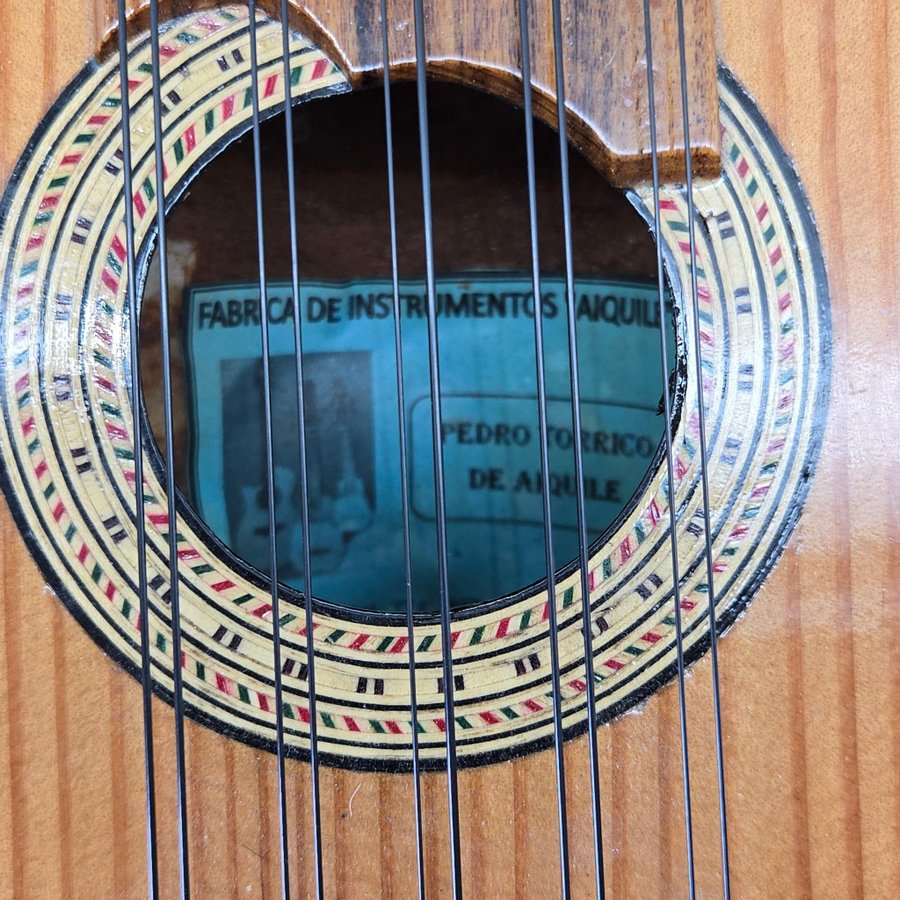 FABRICA DE INSTRUMENTOS "AIQUILE
PEDRO TORRICO
DE AIQUILE